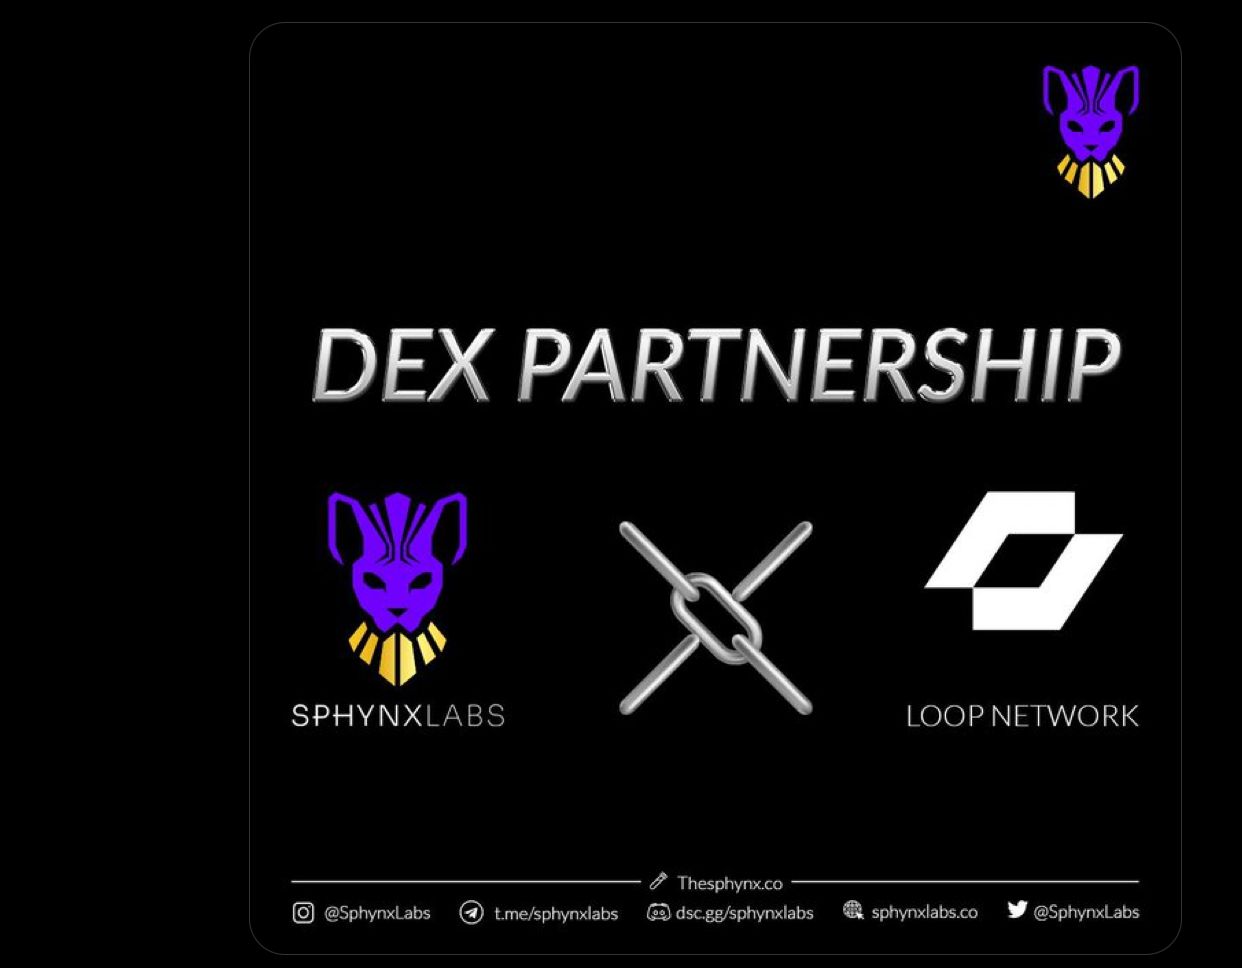 DEX PARTNERSHIP
SPHYNXLABS
LOOP NETWORK
Thesphynx.co
@SphynxLabs t.me/sphynxlabs dsc.gg/sphynxlabs sphynxlabs.co @SphynxLabs